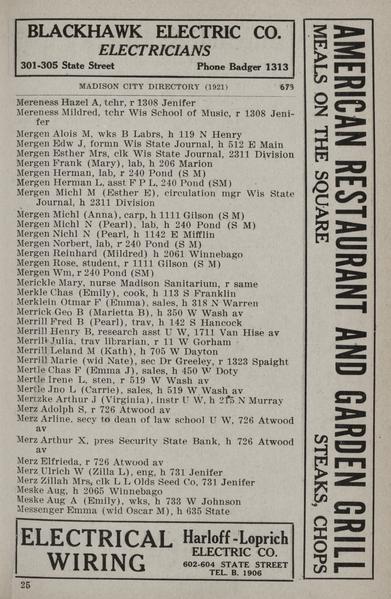 BLACKHAWK ELECTRIC CO.
ELECTRICIANS
301-305 State Street Phone Badger 1313
MADISON CITY DIRECTORY (1921) 673
Mereness Hazel A, tchr, r 1308 Jenifer
Mereness Mildred, tchr Wis School of Music, r 1308 Jeni-
fer
Mergen Alois M, wks B Labrs, h 119 N Henry
Mergen Edw J, formn Wis State Journal, h 512 E Main
Mergen Esther Mrs, clk Wis State Journal, 2311 Division
Mergen Frank (Mary), lab, h 206 Marion
Mergen Herman, lab, r 240 Pond (S M)
Mergen Herman L, asst F P L, 240 Pond (SM)
Mergen Michl M (Esther E), circulation mgr Wis State
Journal, h 2311 Division
Mergen Michl (Anna), carp, h 1111 Gilson (S M)
Mergen Michl N (Pearl), lab, h 240 Pond (S M)
Mergen Nichl N (Pearl, h 1142 E Mifflin
Mergen Norbert, lab, r 240 Pond (S M)
Mergen Reinhard (Mildred) h 2061 Winnebago
Mergen Rose, student, r 1111 Gilson (S M)
Mergen Wm, r 240 Pond (SM)
Merickle Mary, nurse Madison Sanitarium, r same
Merkle Chas (Emily), cook, h 113 S Franklin
Merklein Otmar F (Emma), sales, h 318 N Warren
Merrick Geo B (Marietta B), h 350 W Wash av
Merrill Fred B (Pearl), trav, h 142 S Hancock
Merrill Henry B, research asst U W, 1711 Van Hise av
Merrill Julia, trav librarian, r 11 W Gorham
Merrill Leland M (Kath), h 705 W Dayton
Merrill Marie (wid Nate), sec Dr Greeley, r 1323 Spaight
Mertle Chas F (Emma J), sales, h 450 W Doty
Mertle Irene L, sten, r 519 W Wash av
Mertle Jno L (Carrie), sales, h 519 W Wash av
Mertzke Arthur J (Virginia), instr U W, h 215 N Murray
Merz Adolph S, r 726 Atwood av
Merz Arline, secy to dean of law school U W, 726 Atwood
av
Merz Arthur X, pres Security State Bank, h 726 Atwood
av
Merz Elfrieda, r 726 Atwood av
Merz Ulrich W (Zilla L), eng, h 731 Jenifer
Merz Zillah Mrs, clk L L Olds Seed Co, 731 Jenifer
Meske Aug, h 2065 Winnebago
Meske Aug A (Emily), wks, h 733 W Johnson
Messenger Emma (wid Oscar M), h 635 State
ELECTRICAL
WIRING
Harloff-Loprich
ELECTRIC CO.
602-604 STATE STREET
TEL. B. 1906
25
AMERICAN RESTAURANT AND GARDEN GRILL
MEALS ON THE SQUARE STEAKS, CHOPS